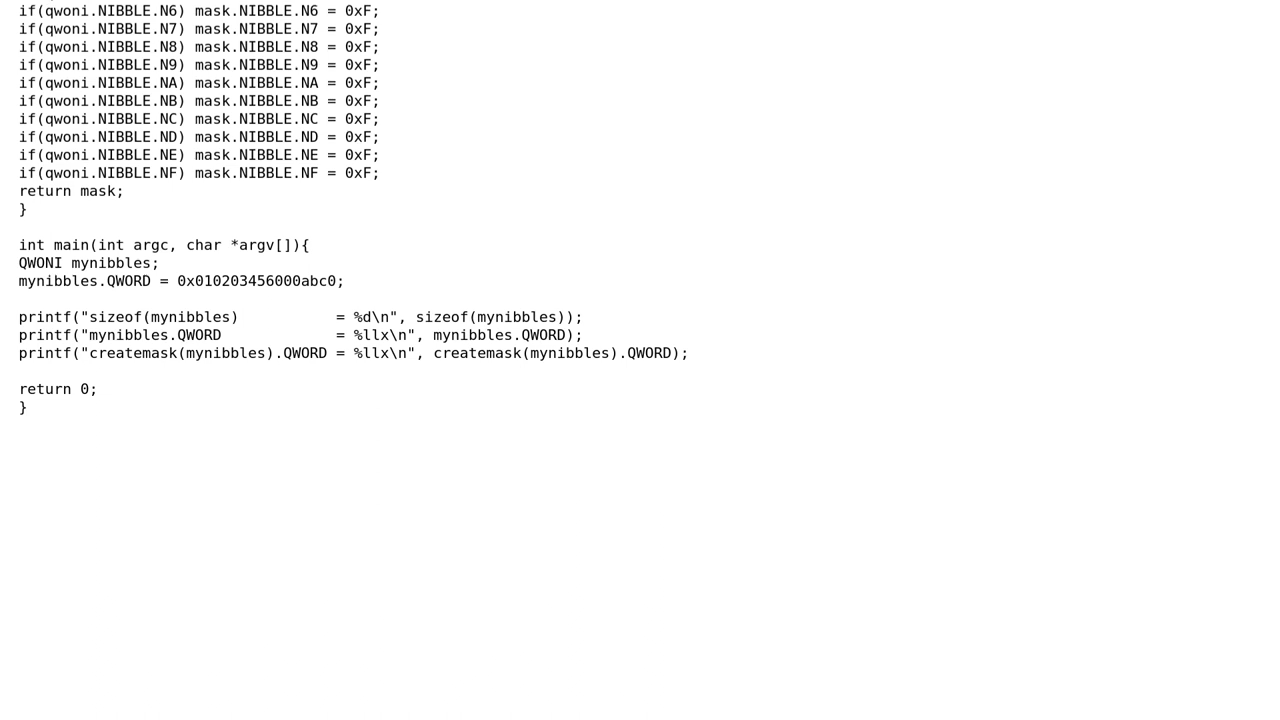 if(qwoni.NIBBLE.N6) mask.NIBBLE.N6 = 0xF;
if(qwoni.NIBBLE.N7) mask.NIBBLE.N7 = 0xF;
if(qwoni.NIBBLE.N8) mask.NIBBLE.N8 = 0xF;
if(qwoni.NIBBLE.N9) mask.NIBBLE.N9 = 0xF;
if(qwoni.NIBBLE.NA) mask.NIBBLE.NA = 0xF;
if(qwoni.NIBBLE.NB) mask.NIBBLE.NB = 0xF;
if(qwoni.NIBBLE.NC) mask.NIBBLE.NC = 0xF;
if(qwoni.NIBBLE.ND) mask.NIBBLE.ND = 0xF;
if(qwoni.NIBBLE.NE) mask.NIBBLE.NE = 0xF;
if(qwoni.NIBBLE.NF) mask.NIBBLE.NF = 0xF;
return mask;
}

int main(int argc, char *argv[]){
QWONI mynibbles;
mynibbles.QWORD = 0x010203456000abc0;

printf("sizeof(mynibbles)           = %d\n", sizeof(mynibbles));
printf("mynibbles.QWORD             = %llx\n", mynibbles.QWORD);
printf("createmask(mynibbles).QWORD = %llx\n", createmask(mynibbles).QWORD);

return 0;
}